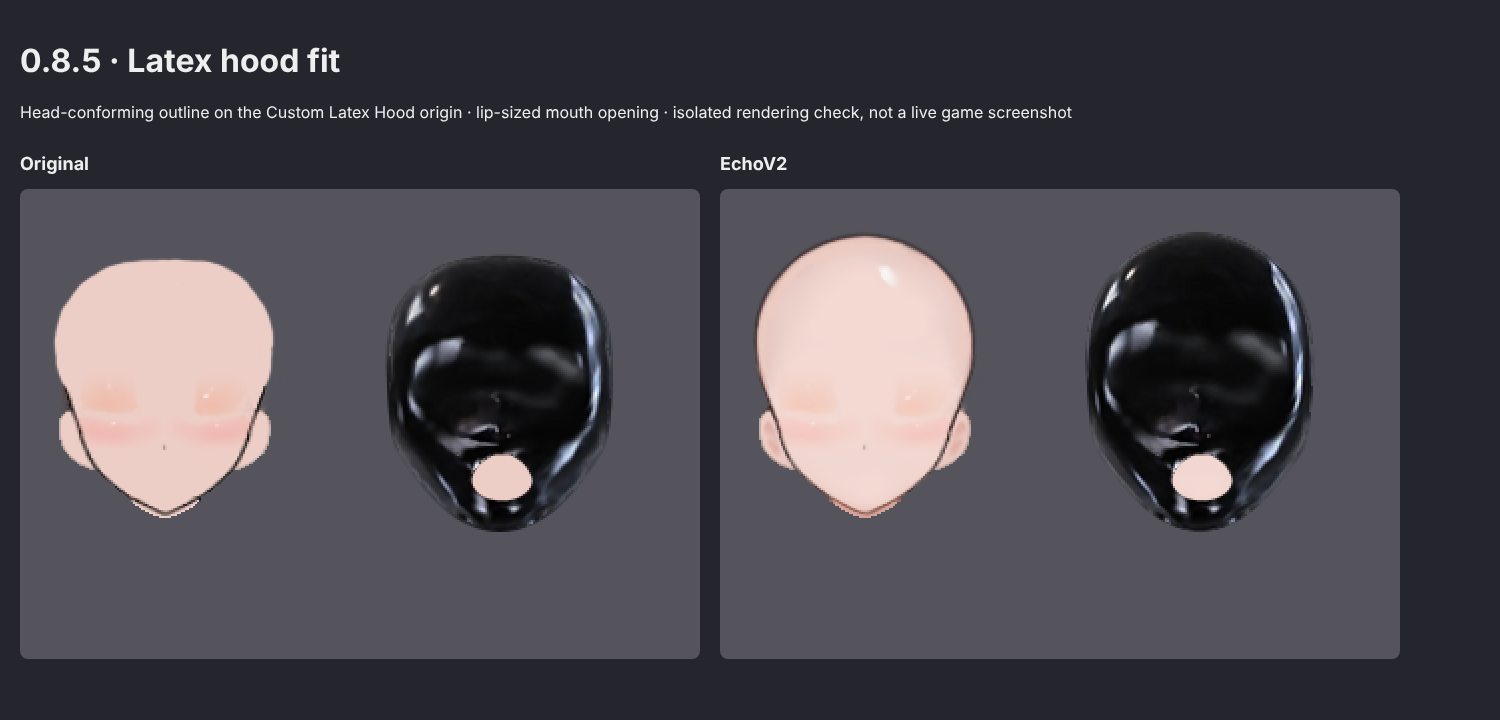 0.8.5 · Latex hood fit
Head-conforming outline on the Custom Latex Hood origin · lip-sized mouth opening · isolated rendering check, not a live game screenshot
Original
EchoV2